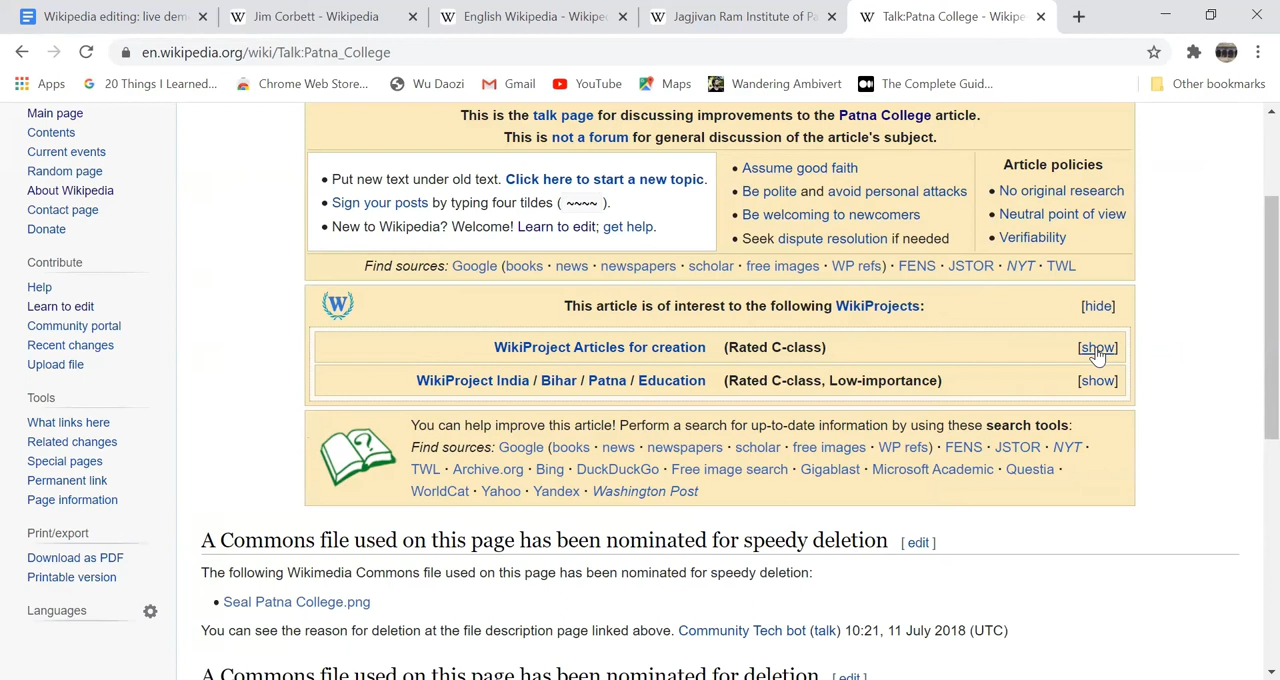 Wikipedia editing: live dem
Jim Corbett - Wikipedia
English Wikipedia - Wikiped
Jagjivan Ram Institute of Pa
Talk:Patna College - Wikipe
en.wikipedia.org/wiki/Talk:Patna_College
Apps
20 Things I Learned...
Chrome Web Store...
Wu Daozi
Gmail
YouTube
Maps
Wandering Ambivert
The Complete Guid...
Other bookmarks
Main page
Contents
Current events
Random page
About Wikipedia
Contact page
Donate
Contribute
Help
Learn to edit
Community portal
Recent changes
Upload file
Tools
What links here
Related changes
Special pages
Permanent link
Page information
Print/export
Download as PDF
Printable version
Languages
This is the talk page for discussing improvements to the Patna College article.
This is not a forum for general discussion of the article's subject.
• Put new text under old text. Click here to start a new topic.
• Sign your posts by typing four tildes ( ~~~~ ).
• New to Wikipedia? Welcome! Learn to edit; get help.
• Assume good faith
• Be polite and avoid personal attacks
• Be welcoming to newcomers
• Seek dispute resolution if needed
Article policies
• No original research
• Neutral point of view
• Verifiability
Find sources: Google (books · news · newspapers · scholar · free images · WP refs) · FENS · JSTOR · NYT · TWL
W
This article is of interest to the following WikiProjects:
[hide]
WikiProject Articles for creation (Rated C-class)
[show]
WikiProject India / Bihar / Patna / Education (Rated C-class, Low-importance)
[show]
You can help improve this article! Perform a search for up-to-date information by using these search tools:
Find sources: Google (books · news · newspapers · scholar · free images · WP refs) · FENS · JSTOR · NYT ·
TWL · Archive.org · Bing · DuckDuckGo · Free image search · Gigablast · Microsoft Academic · Questia ·
WorldCat · Yahoo · Yandex · Washington Post
A Commons file used on this page has been nominated for speedy deletion [ edit ]
The following Wikimedia Commons file used on this page has been nominated for speedy deletion:
• Seal Patna College.png
You can see the reason for deletion at the file description page linked above. Community Tech bot (talk) 10:21, 11 July 2018 (UTC)
A Commons file used on this page has been nominated for deletion [ edit ]